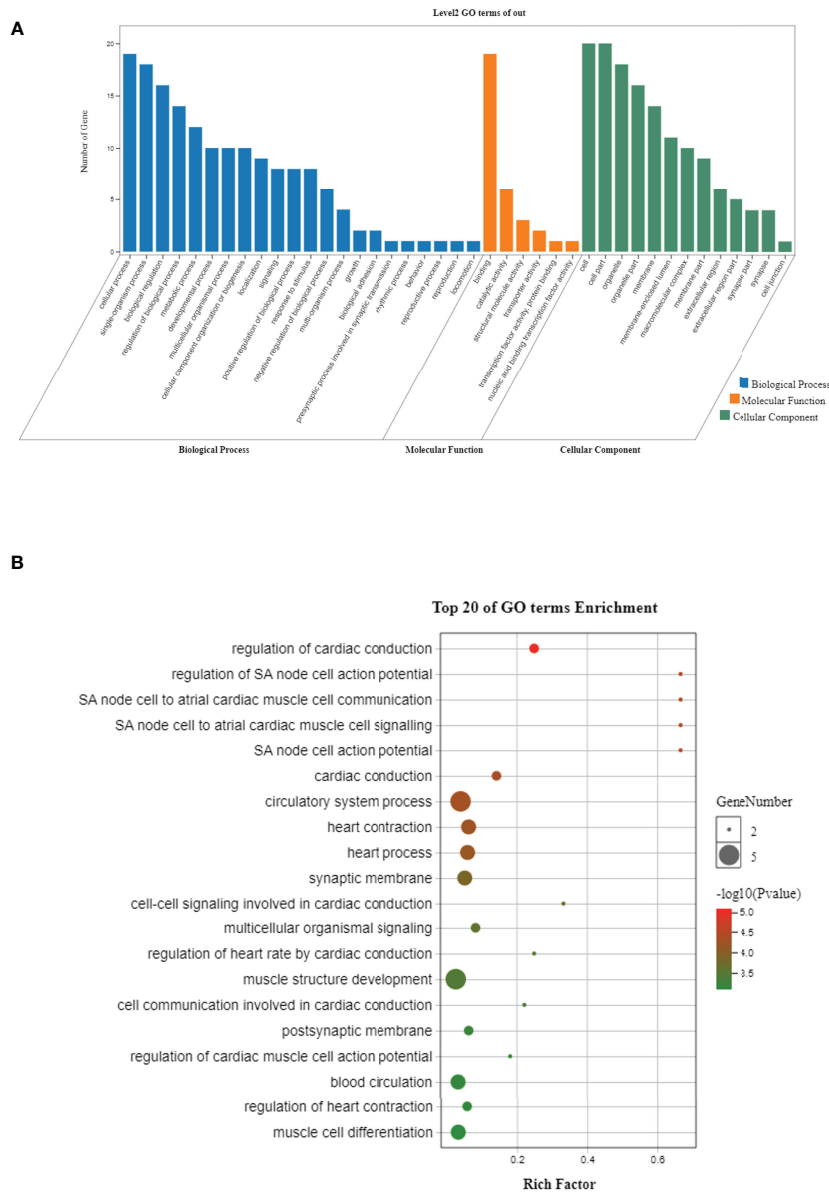 A
Level2 GO terms of out
Number of Gene
20
15
10
5
0
cellular process
single-organism process
biological regulation
regulation of biological process
metabolic process
developmental process
multicellular organismal process
cellular component organization or biogenesis
localization
signaling
positive regulation of biological process
response to stimulus
negative regulation of biological process
multi-organism process
growth
biological adhesion
presynaptic process involved in synaptic transmission
rhythmic process
behavior
reproductive process
reproduction
locomotion
binding
catalytic activity
structural molecule activity
transporter activity
transcription factor activity, protein binding
nucleic acid binding transcription factor activity
cell
cell part
organelle
organelle part
membrane
membrane-enclosed lumen
macromolecular complex
membrane part
extracellular region
extracellular region part
synapse part
synapse
cell junction
Biological Process
Molecular Function
Cellular Component
Biological Process
Molecular Function
Cellular Component
B
Top 20 of GO terms Enrichment
regulation of cardiac conduction
regulation of SA node cell action potential
SA node cell to atrial cardiac muscle cell communication
SA node cell to atrial cardiac muscle cell signalling
SA node cell action potential
cardiac conduction
circulatory system process
heart contraction
heart process
synaptic membrane
cell-cell signaling involved in cardiac conduction
multicellular organismal signaling
regulation of heart rate by cardiac conduction
muscle structure development
cell communication involved in cardiac conduction
postsynaptic membrane
regulation of cardiac muscle cell action potential
blood circulation
regulation of heart contraction
muscle cell differentiation
0.2
0.4
0.6
Rich Factor
GeneNumber
2
5
-log10(Pvalue)
5.0
4.5
4.0
3.5